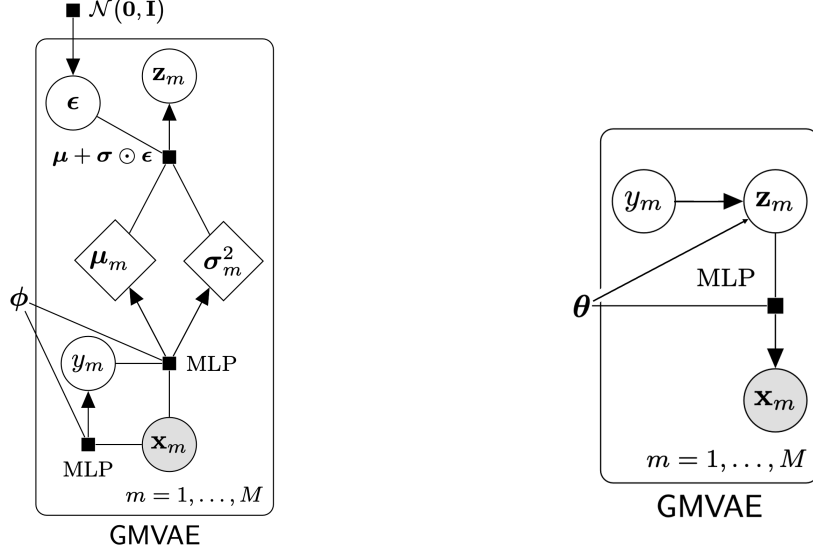 𝒩(𝟎, 𝐈)
ϵ
z_m
μ + σ ⊙ ϵ
μ_m
σ_m^2
ϕ
y_m
MLP
x_m
MLP
m = 1, . . . , M
GMVAE
y_m
z_m
MLP
θ
x_m
m = 1, . . . , M
GMVAE